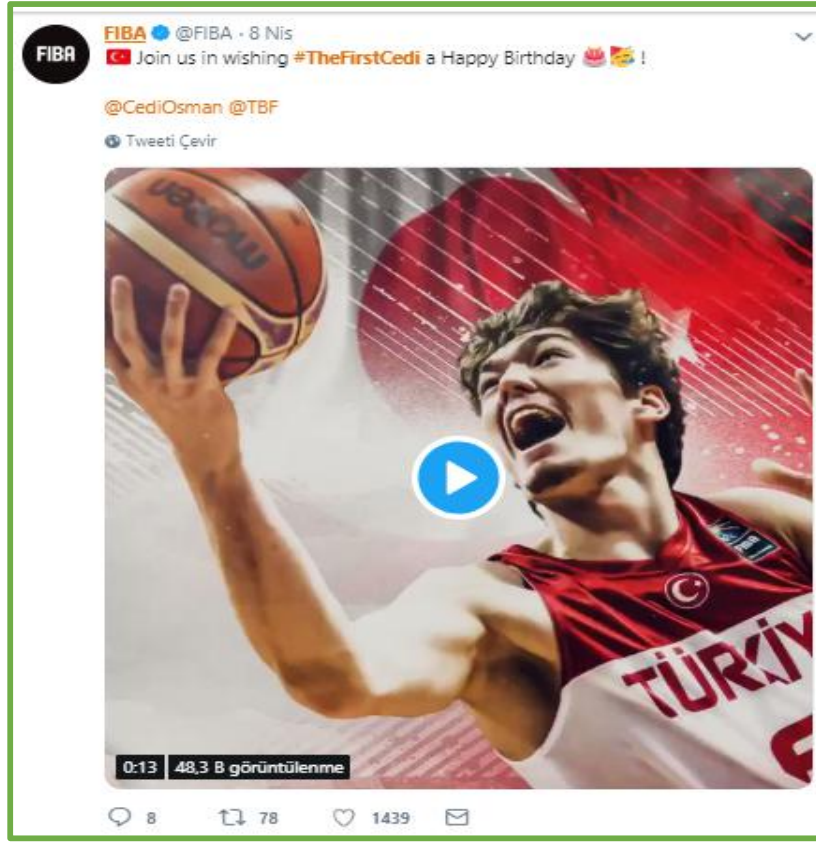 FIBA
FIBA @FIBA · 8 Nis
Join us in wishing #TheFirstCedi a Happy Birthday !
@CediOsman @TBF
Tweeti Çevir
molten
FIBA
TÜRKİY
0:13 48,3 B görüntülenme
8 78 1439